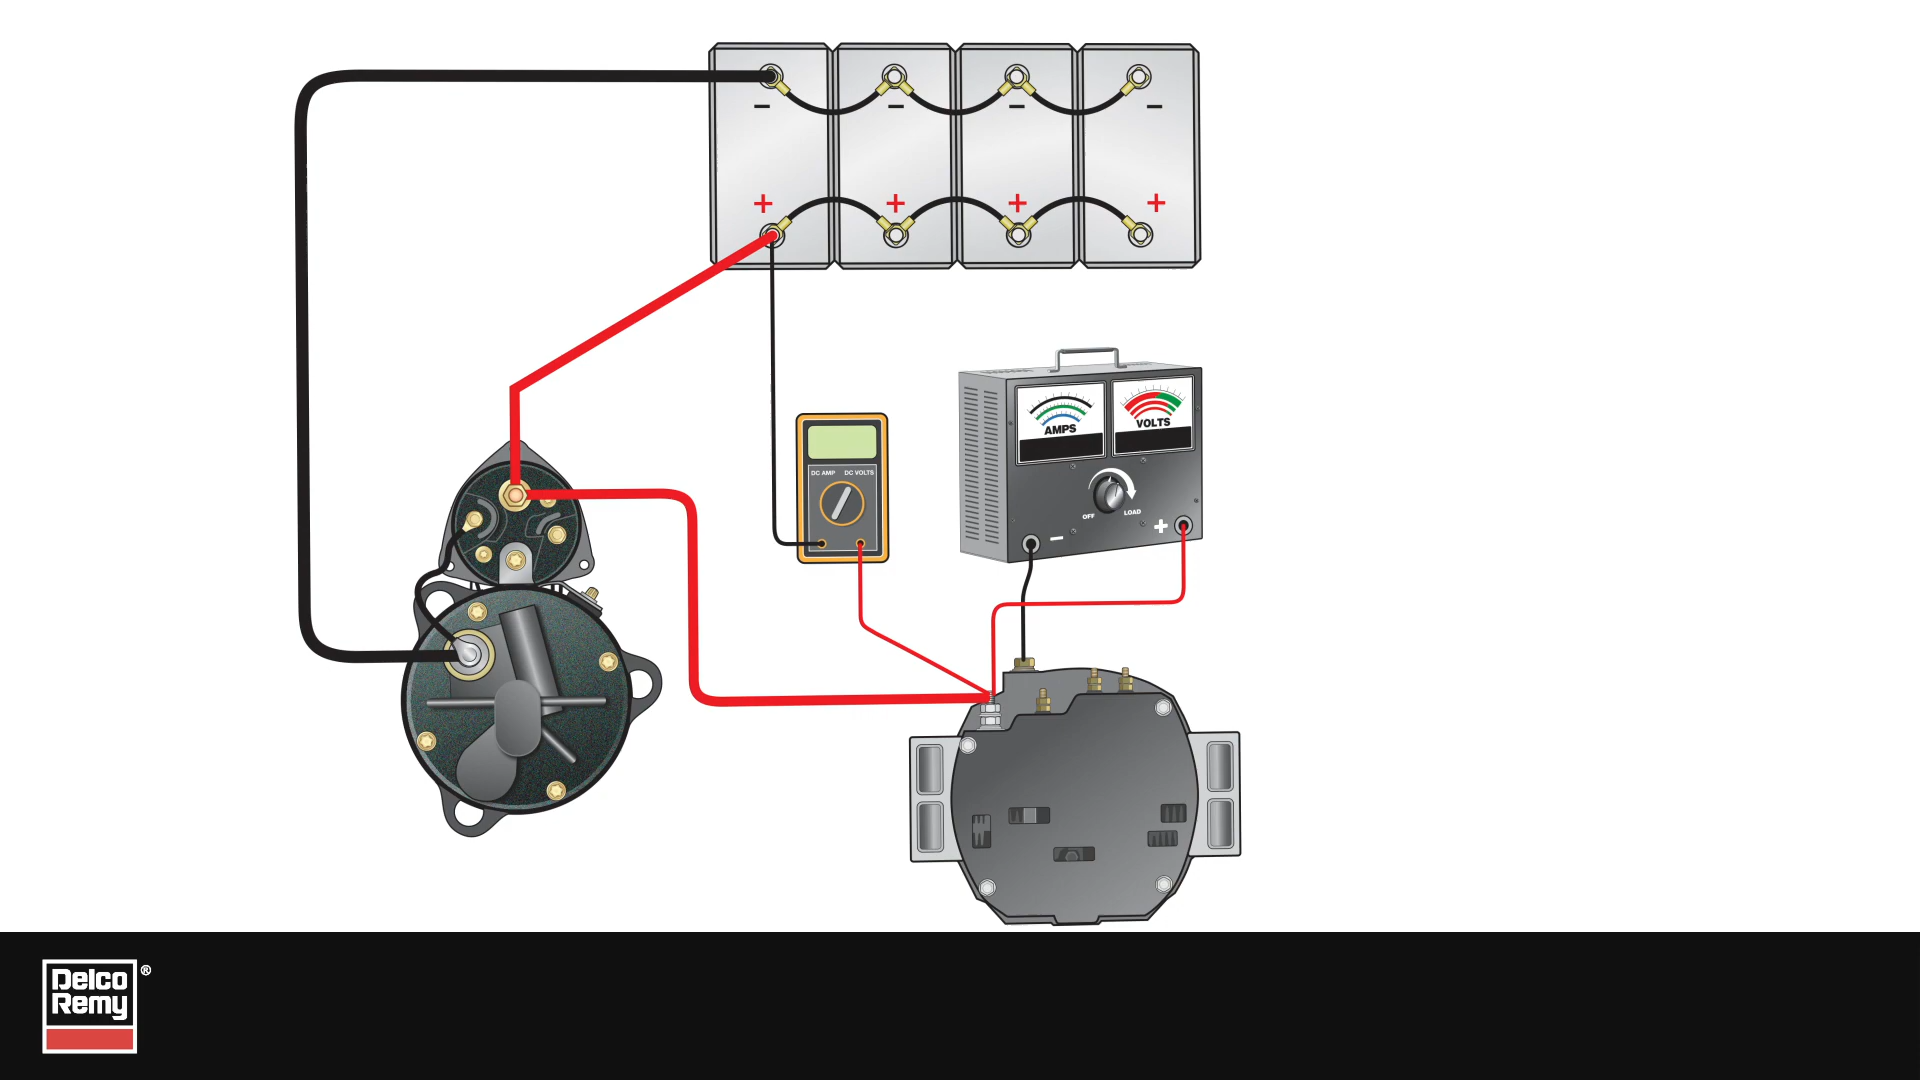 − − − −
+ + + +
AMPS
VOLTS
DC AMP DC VOLTS
OFF
LOAD
− +
Delco
Remy
®